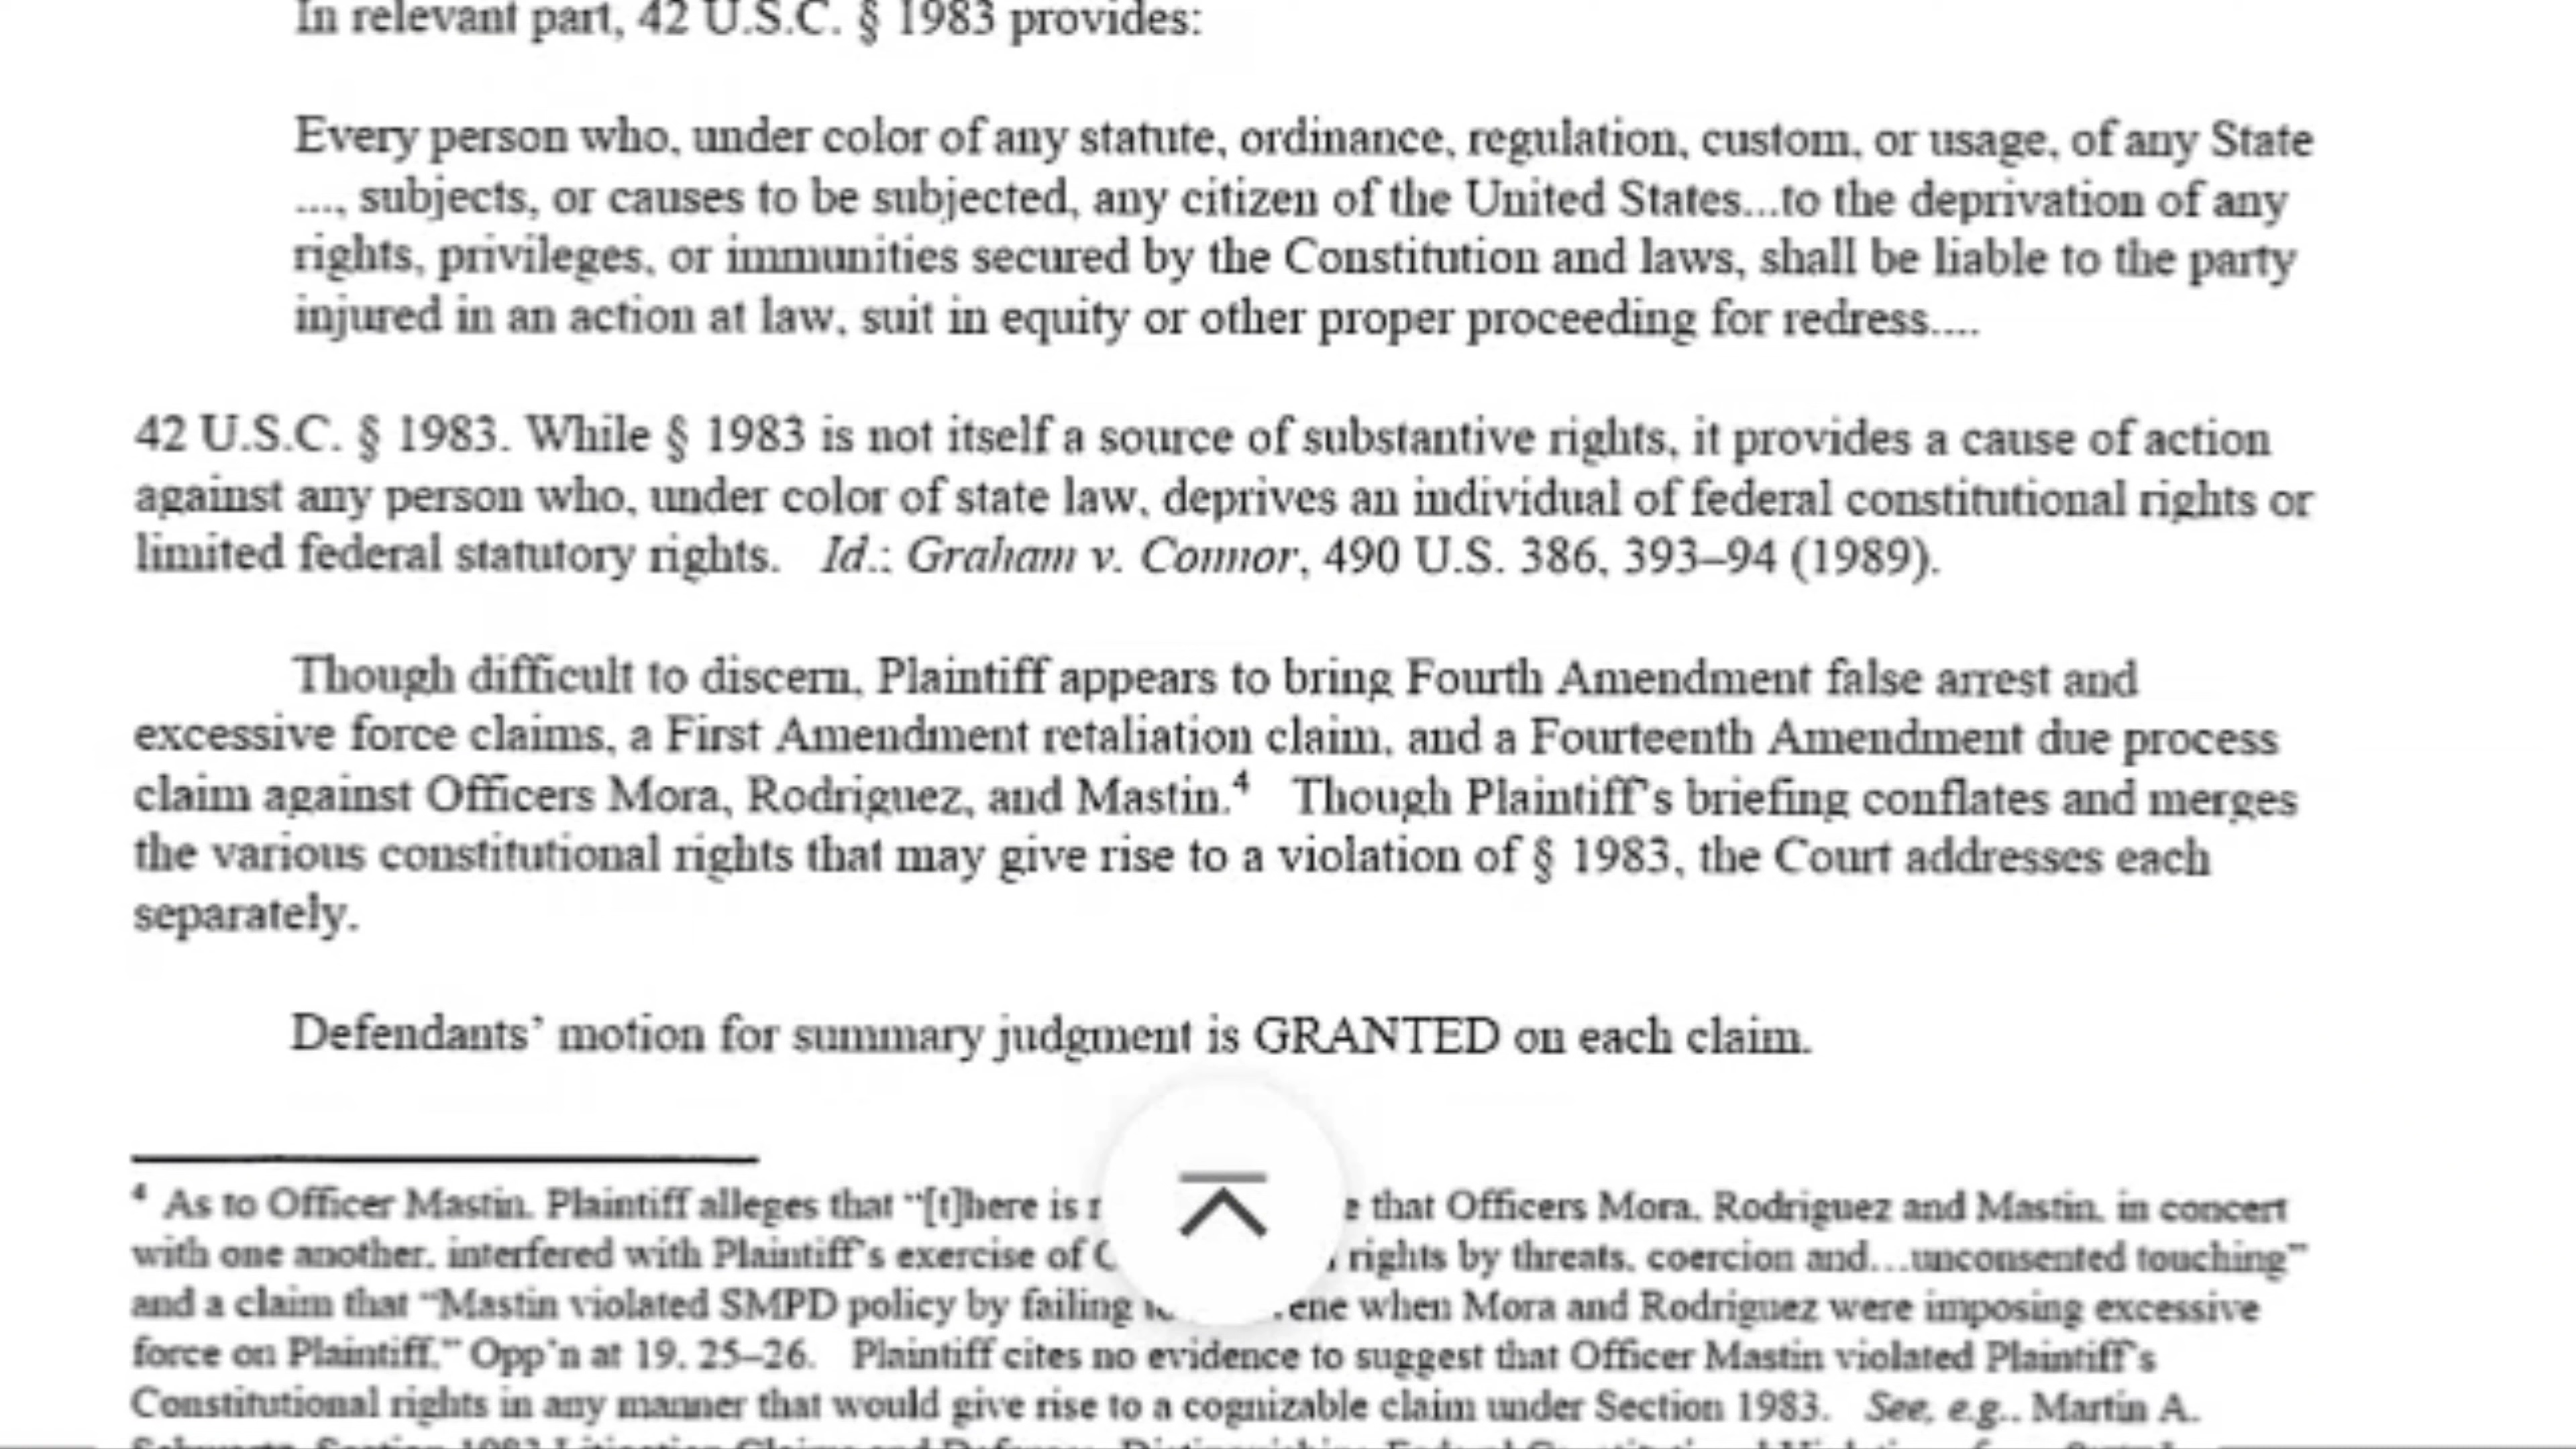 In relevant part, 42 U.S.C. § 1983 provides:
Every person who, under color of any statute, ordinance, regulation, custom, or usage, of any State
...., subjects, or causes to be subjected, any citizen of the United States...to the deprivation of any
rights, privileges, or immunities secured by the Constitution and laws, shall be liable to the party
injured in an action at law, suit in equity or other proper proceeding for redress....
42 U.S.C. § 1983. While § 1983 is not itself a source of substantive rights, it provides a cause of action
against any person who, under color of state law, deprives an individual of federal constitutional rights or
limited federal statutory rights. Id.; Graham v. Connor, 490 U.S. 386, 393–94 (1989).
Though difficult to discern, Plaintiff appears to bring Fourth Amendment false arrest and
excessive force claims, a First Amendment retaliation claim, and a Fourteenth Amendment due process
claim against Officers Mora, Rodriguez, and Mastin.⁴ Though Plaintiff's briefing conflates and merges
the various constitutional rights that may give rise to a violation of § 1983, the Court addresses each
separately.
Defendants' motion for summary judgment is GRANTED on each claim.
⁴ As to Officer Mastin, Plaintiff alleges that "[t]here is that Officers Mora, Rodriguez and Mastin, in concert
with one another, interfered with Plaintiff's exercise of rights by threats, coercion and...unconsented touching"
and a claim that "Mastin violated SMPD policy by failing when Mora and Rodriguez were imposing excessive
force on Plaintiff." Opp'n at 19, 25–26. Plaintiff cites no evidence to suggest that Officer Mastin violated Plaintiff's
Constitutional rights in any manner that would give rise to a cognizable claim under Section 1983. See, e.g., Martin A.